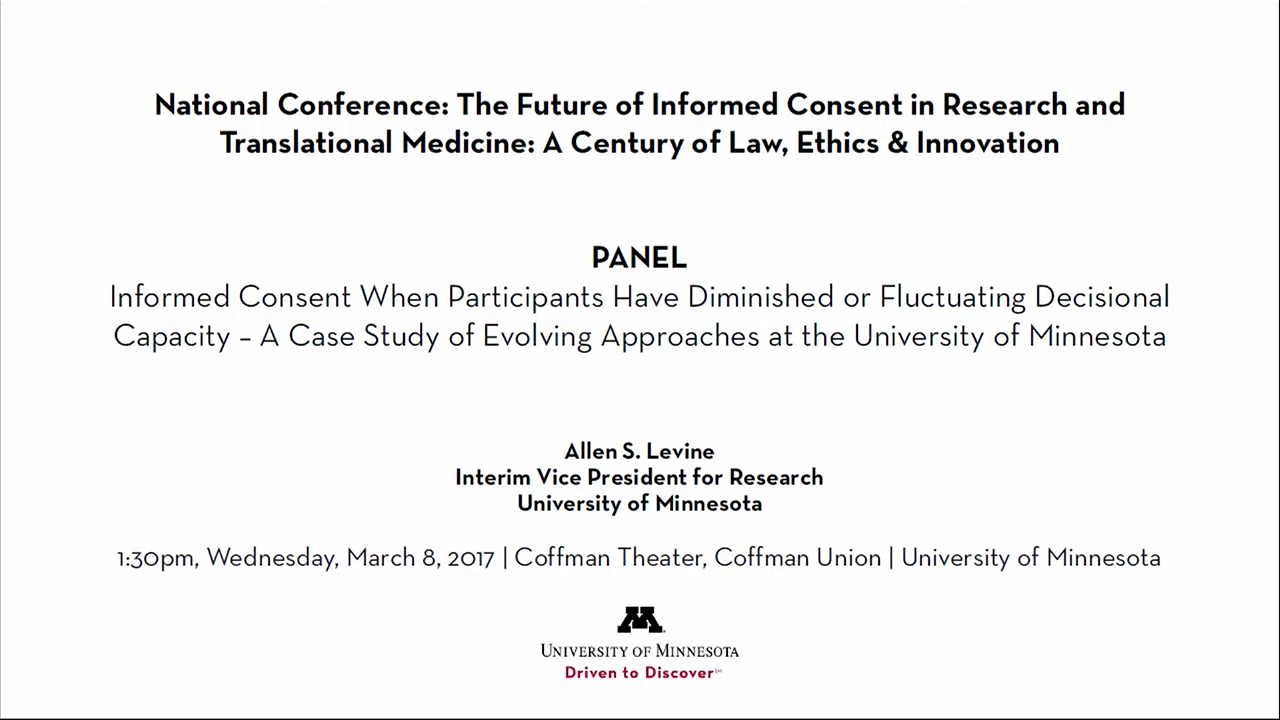 National Conference: The Future of Informed Consent in Research and
Translational Medicine: A Century of Law, Ethics & Innovation
PANEL
Informed Consent When Participants Have Diminished or Fluctuating Decisional
Capacity – A Case Study of Evolving Approaches at the University of Minnesota
Allen S. Levine
Interim Vice President for Research
University of Minnesota
1:30pm, Wednesday, March 8, 2017 | Coffman Theater, Coffman Union | University of Minnesota
M
UNIVERSITY OF MINNESOTA
Driven to Discover℠